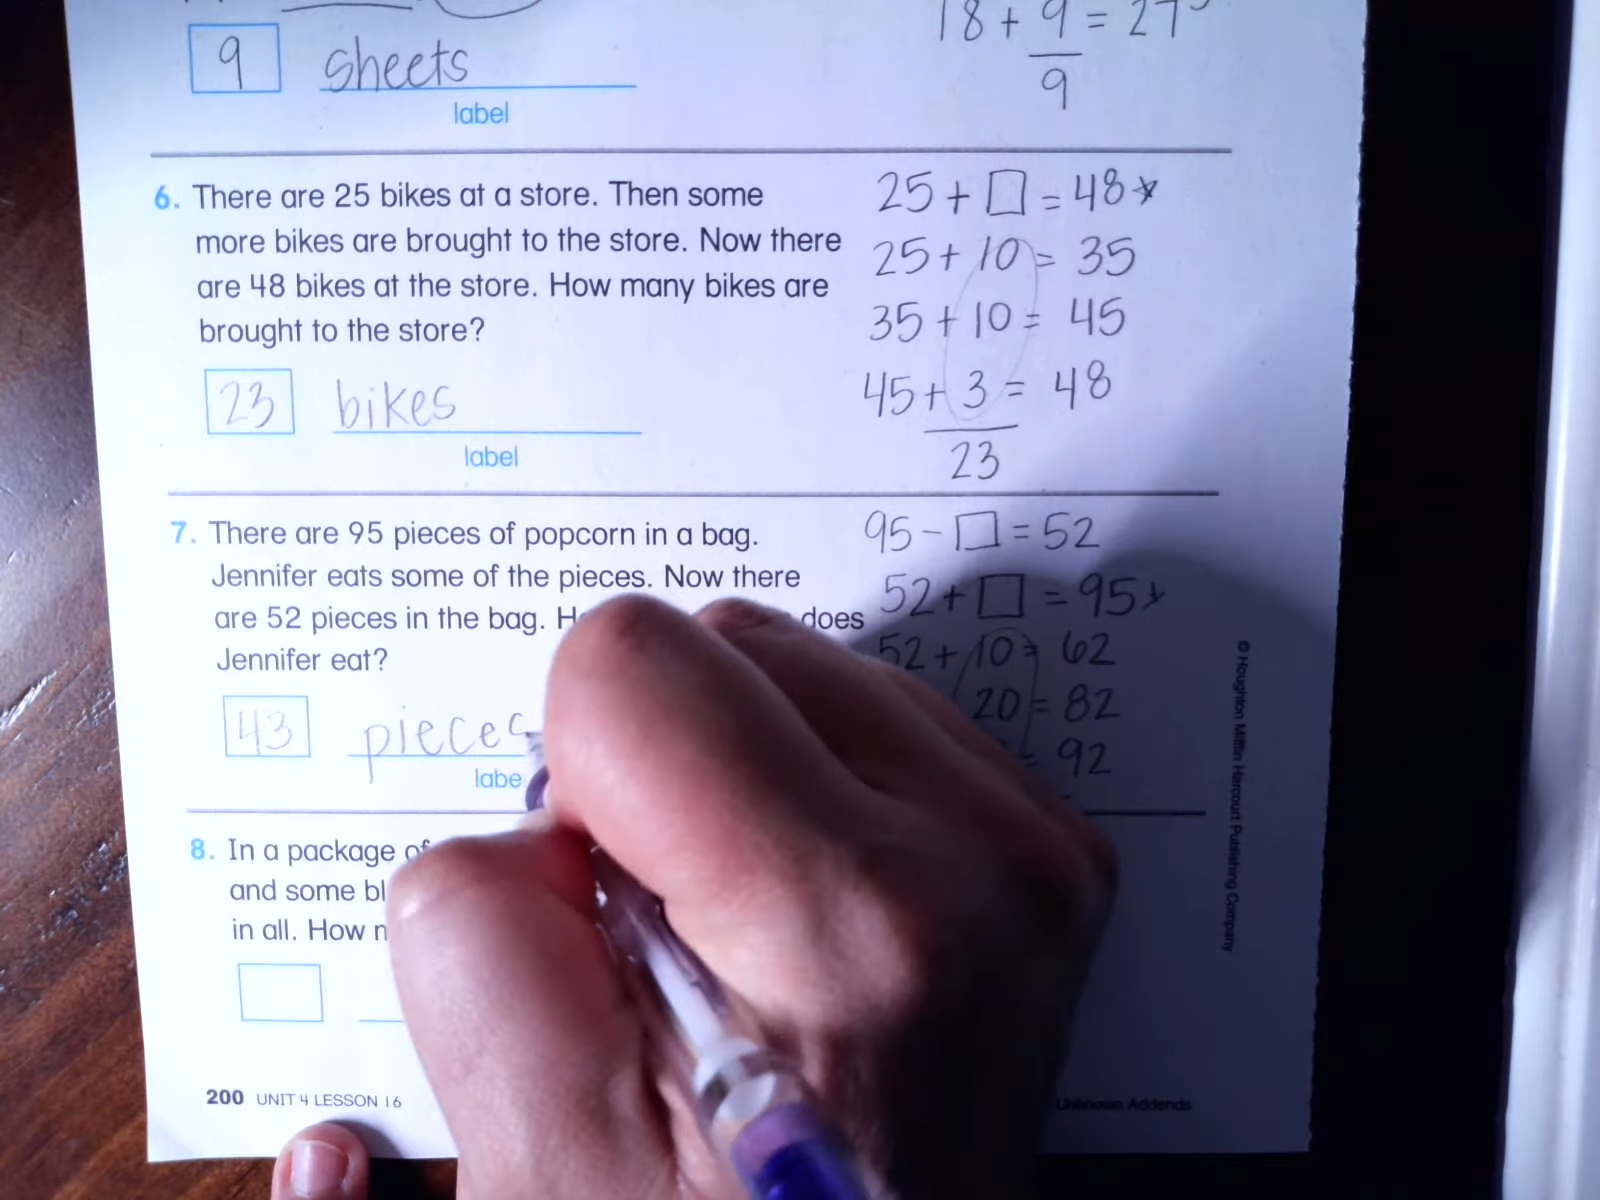 18 + 9 = 27
9 sheets
9
label
6. There are 25 bikes at a store. Then some
more bikes are brought to the store. Now there
are 48 bikes at the store. How many bikes are
brought to the store?
25 + □ = 48*
25 + 10 = 35
35 + 10 = 45
45 + 3 = 48
23
23 bikes
label
7. There are 95 pieces of popcorn in a bag.
Jennifer eats some of the pieces. Now there
are 52 pieces in the bag. does
Jennifer eat?
95 - □ = 52
52 + □ = 95*
52 + 10 = 62
20 = 82
= 92
43 pieces
labe
8. In a package of
and some bl
in all. How
200 UNIT 4 LESSON 16
Unknown Addends
© Houghton Mifflin Harcourt Publishing Company